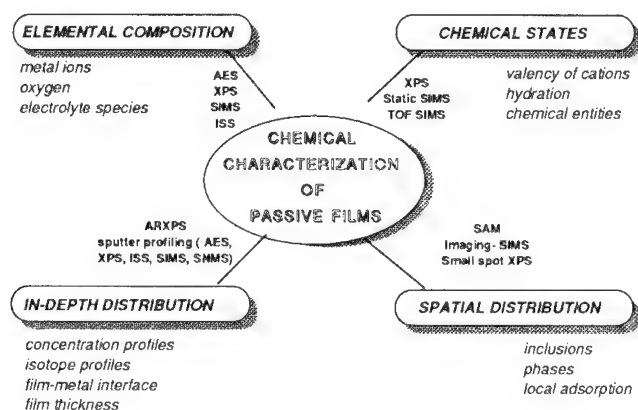 ELEMENTAL COMPOSITION
metal ions
oxygen
electrolyte species
AES
XPS
SIMS
ISS
CHEMICAL STATES
valency of cations
hydration
chemical entities
XPS
Static SIMS
TOF SIMS
CHEMICAL
CHARACTERIZATION
OF
PASSIVE FILMS
ARXPS
sputter profiling ( AES,
XPS, ISS, SIMS, SNMS)
IN-DEPTH DISTRIBUTION
concentration profiles
isotope profiles
film-metal interface
film thickness
SAM
Imaging- SIMS
Small spot XPS
SPATIAL DISTRIBUTION
inclusions
phases
local adsorption